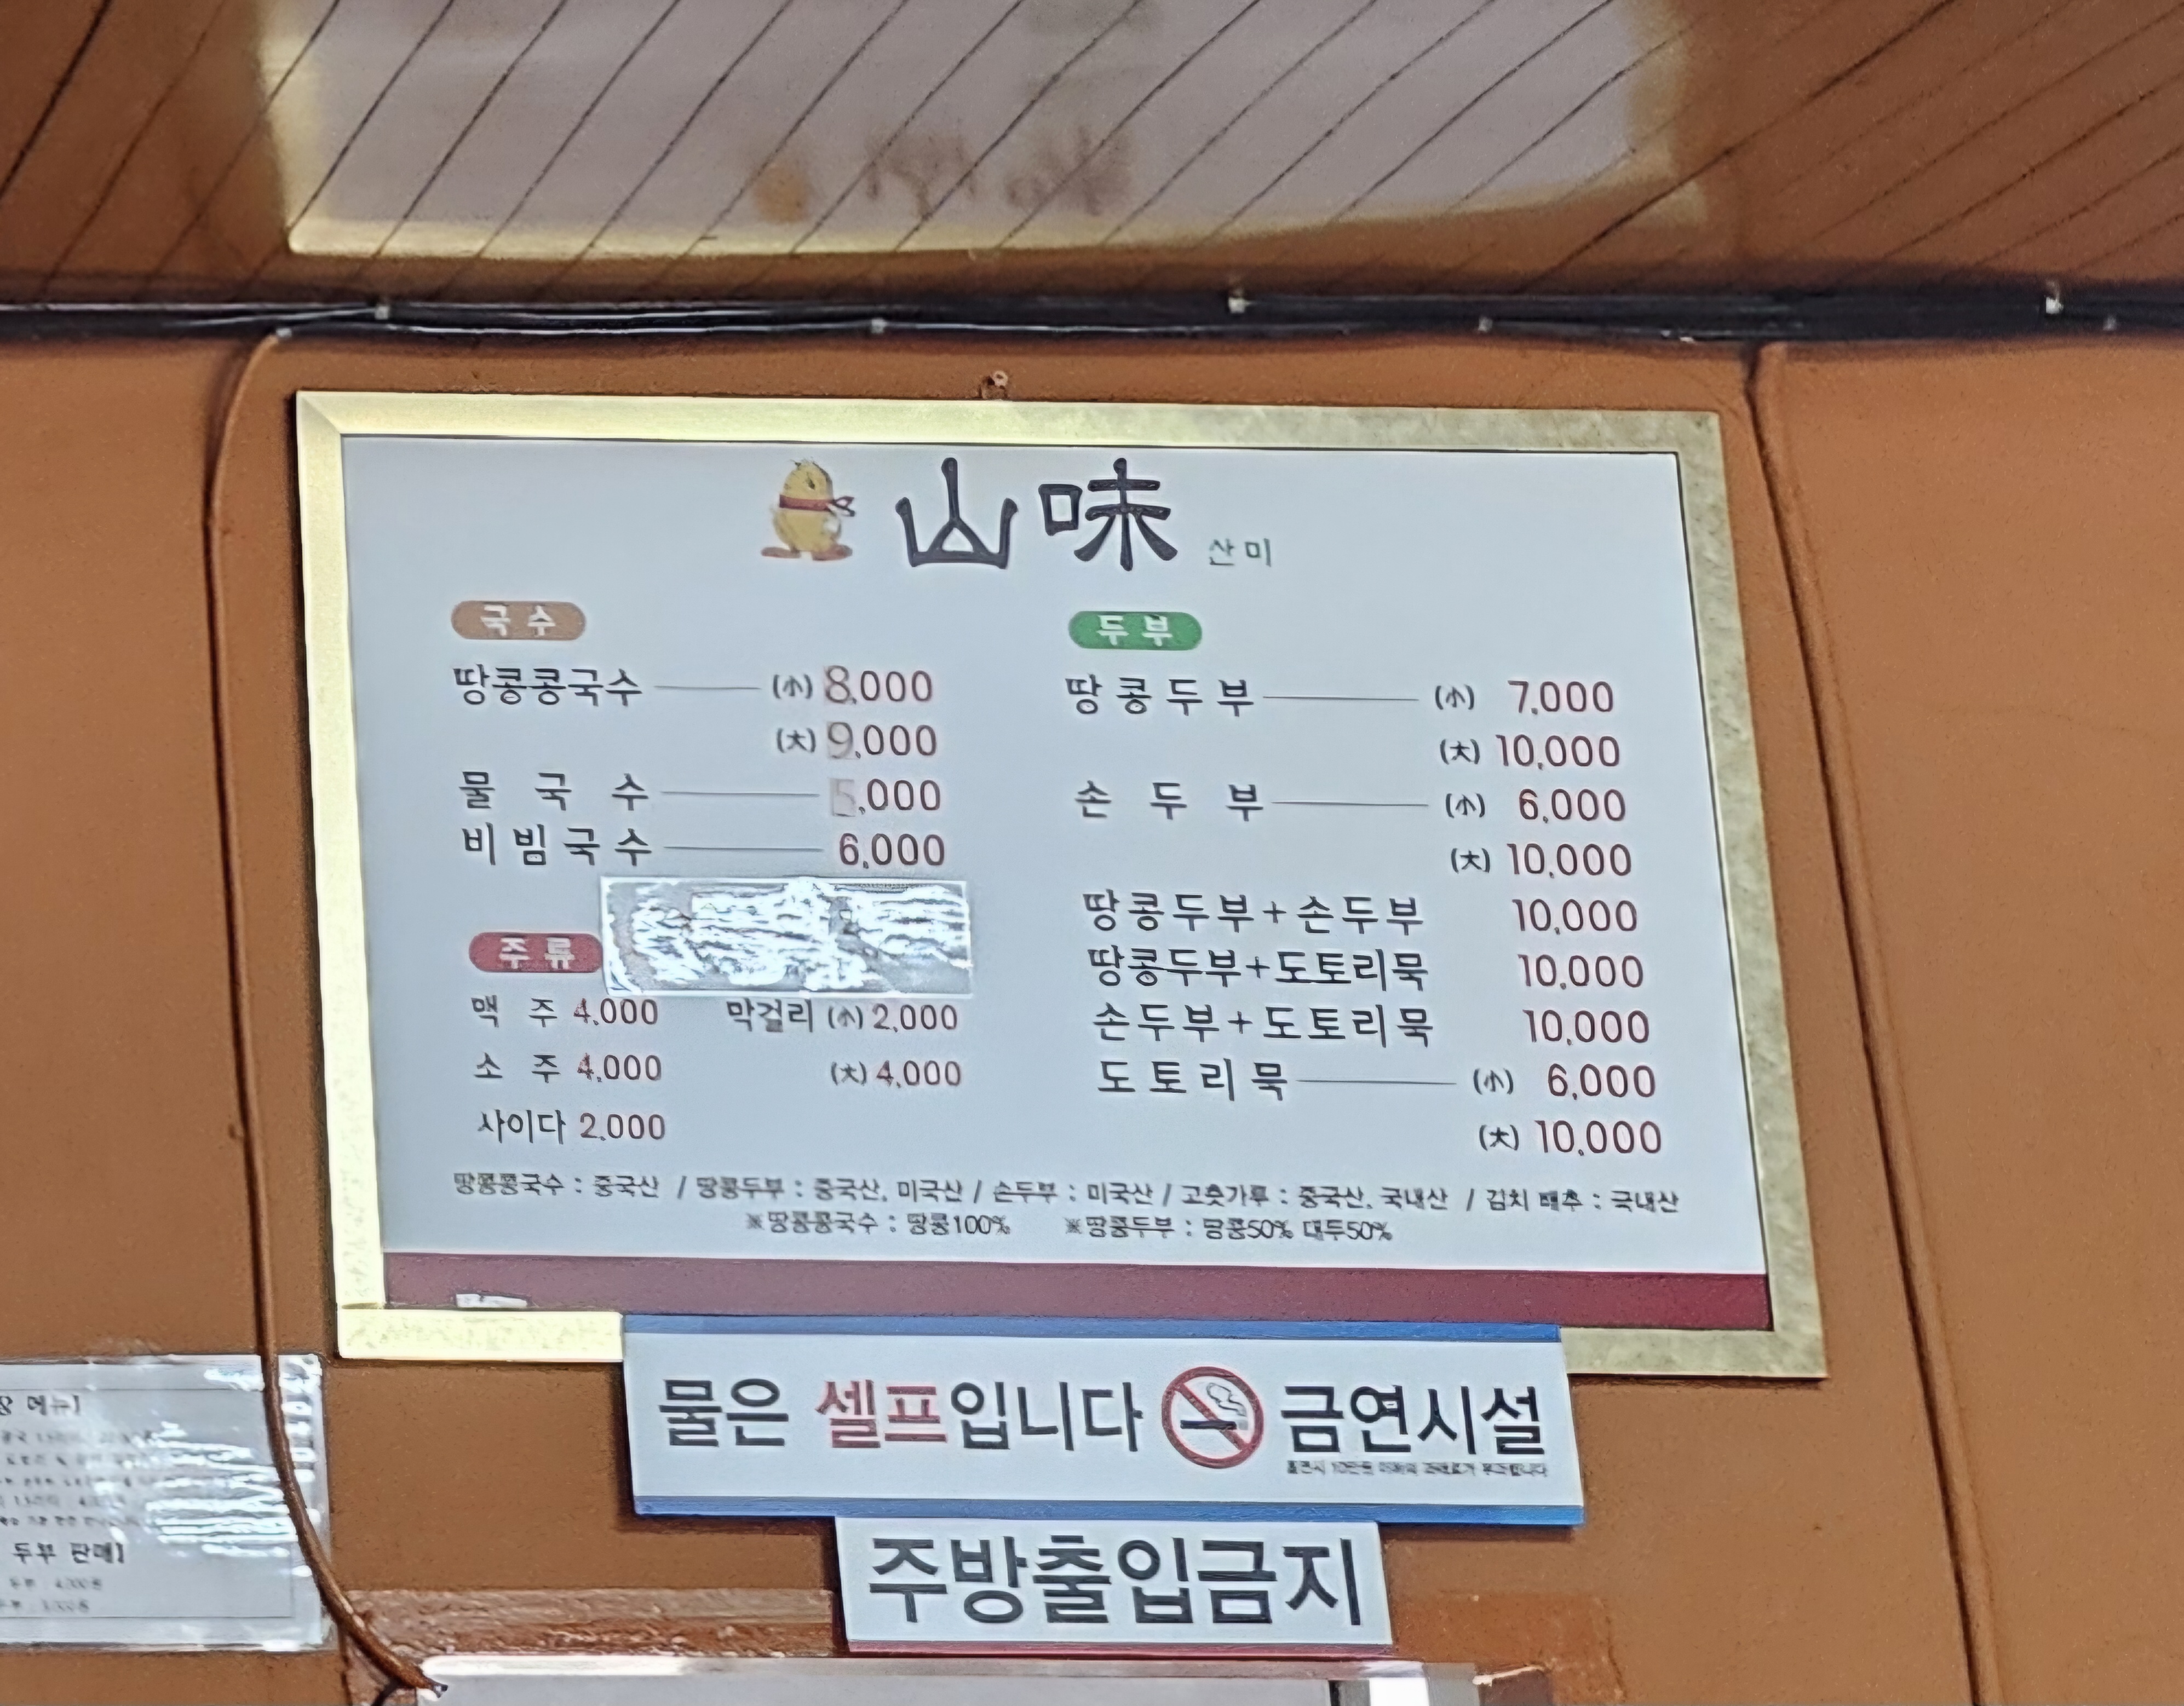 山味 산미
국수
땅콩콩국수 (小) 8,000
(大) 9,000
물국수 5,000
비빔국수 6,000
주류
맥주 4,000 막걸리 (小) 2,000
소주 4,000 (大) 4,000
사이다 2,000
두부
땅콩두부 (小) 7,000
(大) 10,000
손두부 (小) 6,000
(大) 10,000
땅콩두부+손두부 10,000
땅콩두부+도토리묵 10,000
손두부+도토리묵 10,000
도토리묵 (小) 6,000
(大) 10,000
땅콩콩국수 : 중국산 / 땅콩두부 : 중국산, 미국산 / 손두부 : 미국산 / 고춧가루 : 중국산, 국내산 / 김치 배추 : 국내산
※땅콩콩국수 : 땅콩100% ※땅콩두부 : 땅콩50% 대두50%
물은 셀프입니다 금연시설
주방출입금지
메뉴]
두부 판매]